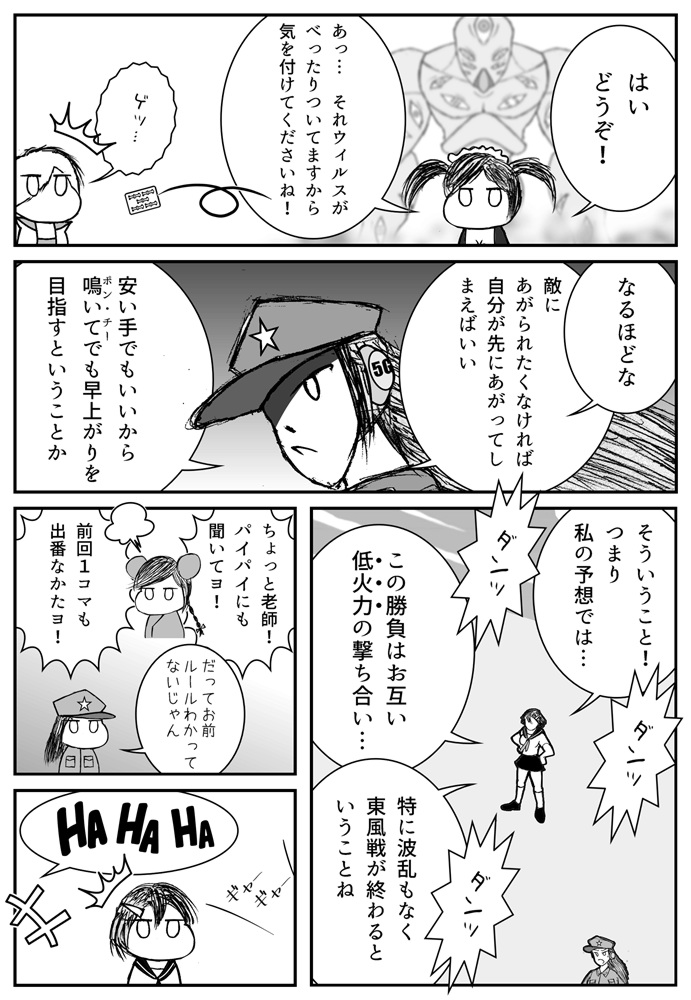 はい
どうぞ！
あっ… それウィルスが
べったりついてますから
気を付けてくださいね！
ゲッ…
なるほどな
敵に
あがられたくなければ
自分が先にあがってし
まえばいい
5G
安い手でもいいから
鳴いてでも早上がりを
ポン・チー
目指すということか
そういうこと！
つまり
私の予想では…
ダンッ
ダンッ
この勝負はお互い
低火力の撃ち合い…
特に波乱もなく
東風戦が終わると
いうことね
ダンッ
ちょっと老師！
パイパイにも
聞いてヨ！
前回１コマも
出番なかたヨ！
だってお前
ルールわかって
ないじゃん
HA HA HA
ギャー
ギャー